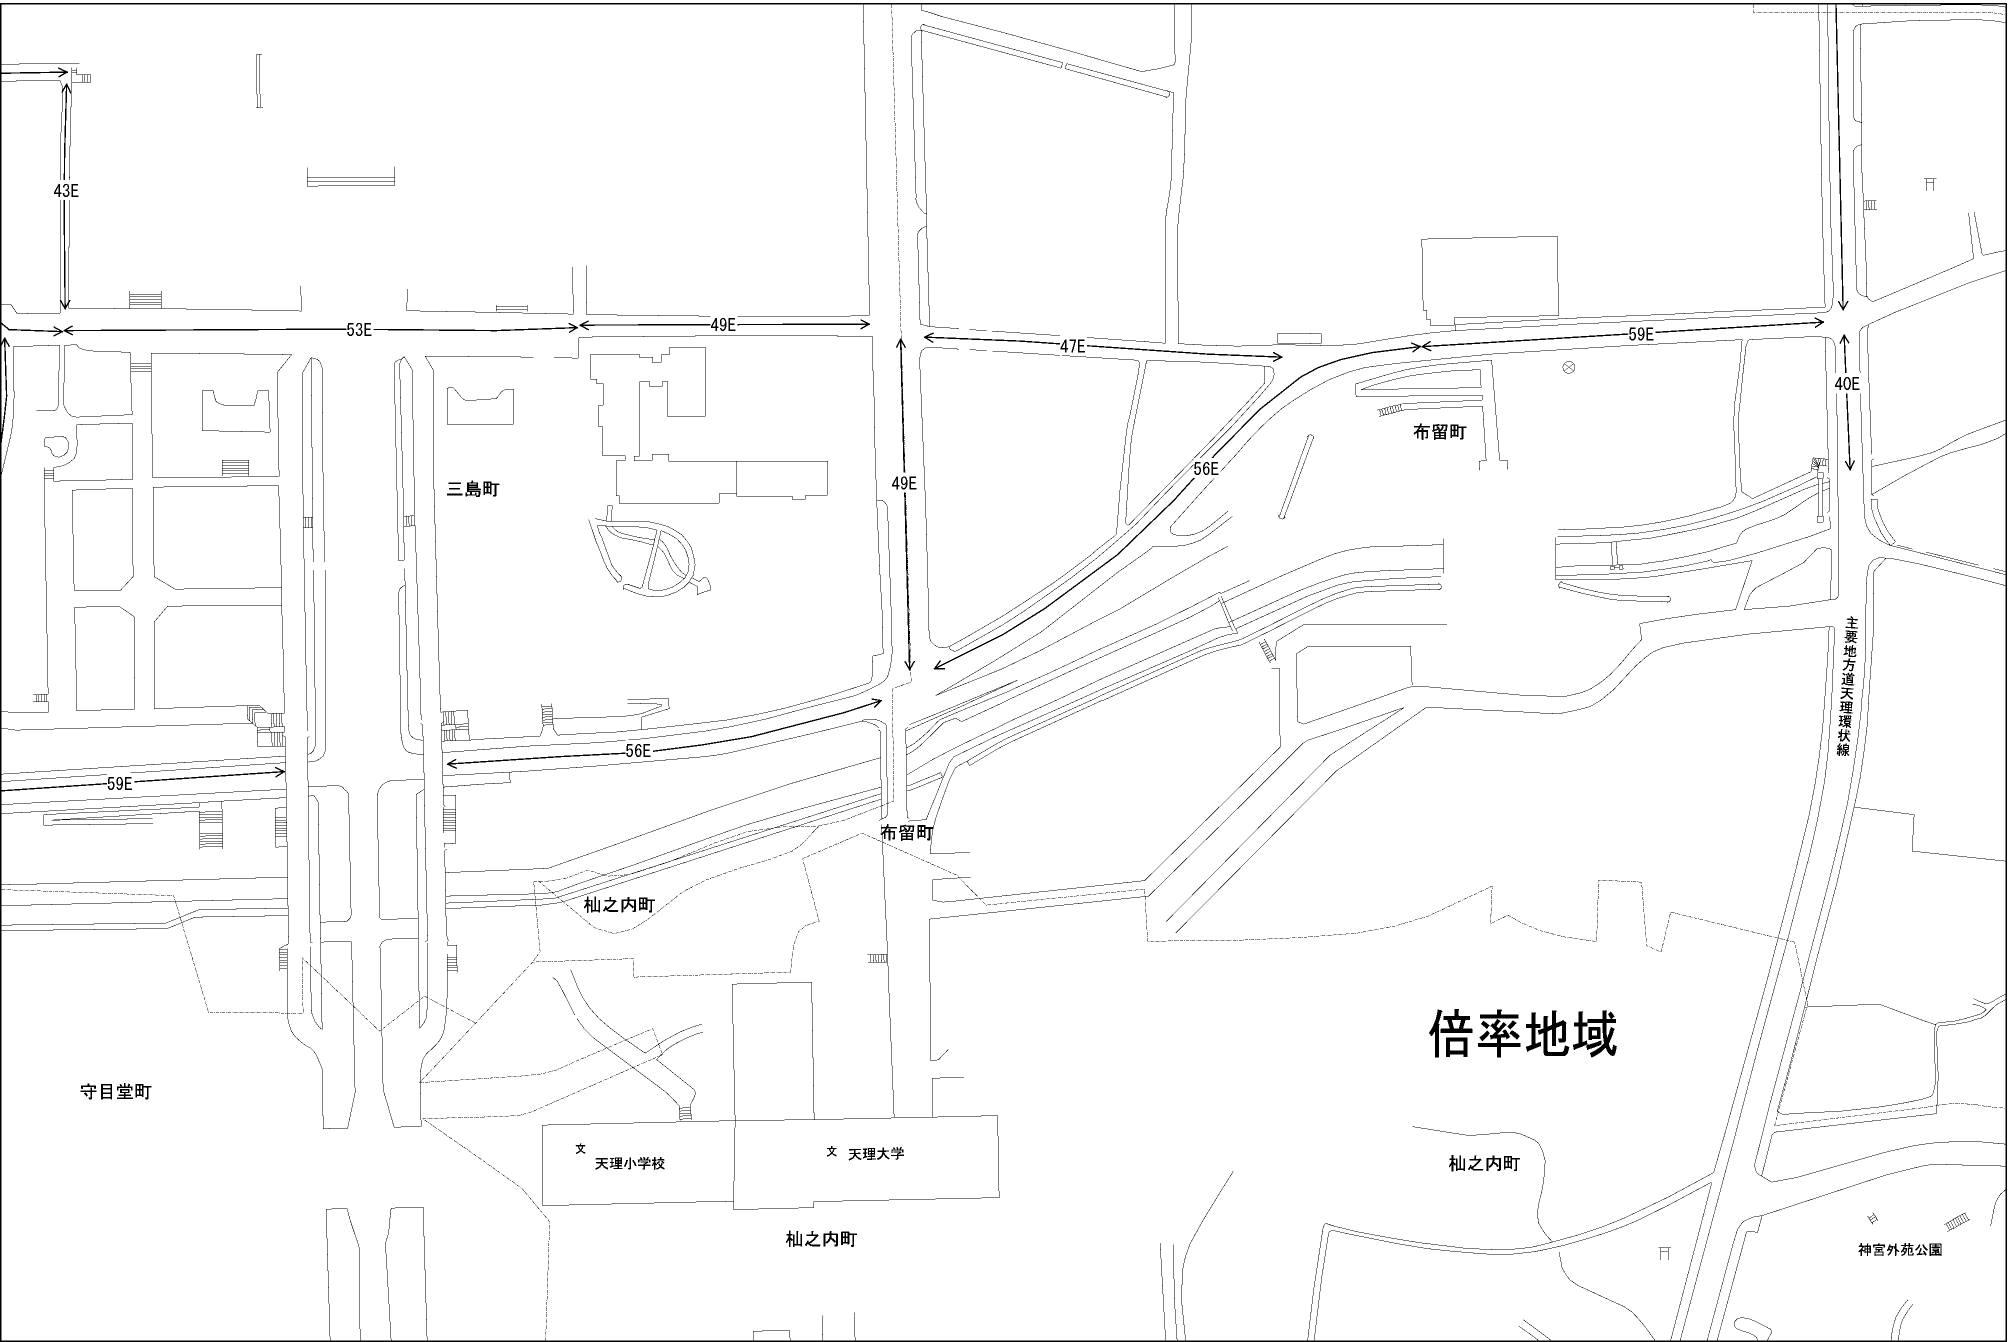 43E
53E
49E
47E
59E
40E
布留町
56E
三島町
49E
主要地方道天理環状線
56E
59E
布留町
杣之内町
倍率地域
守目堂町
天理小学校
文
文
天理大学
杣之内町
杣之内町
神宮外苑公園